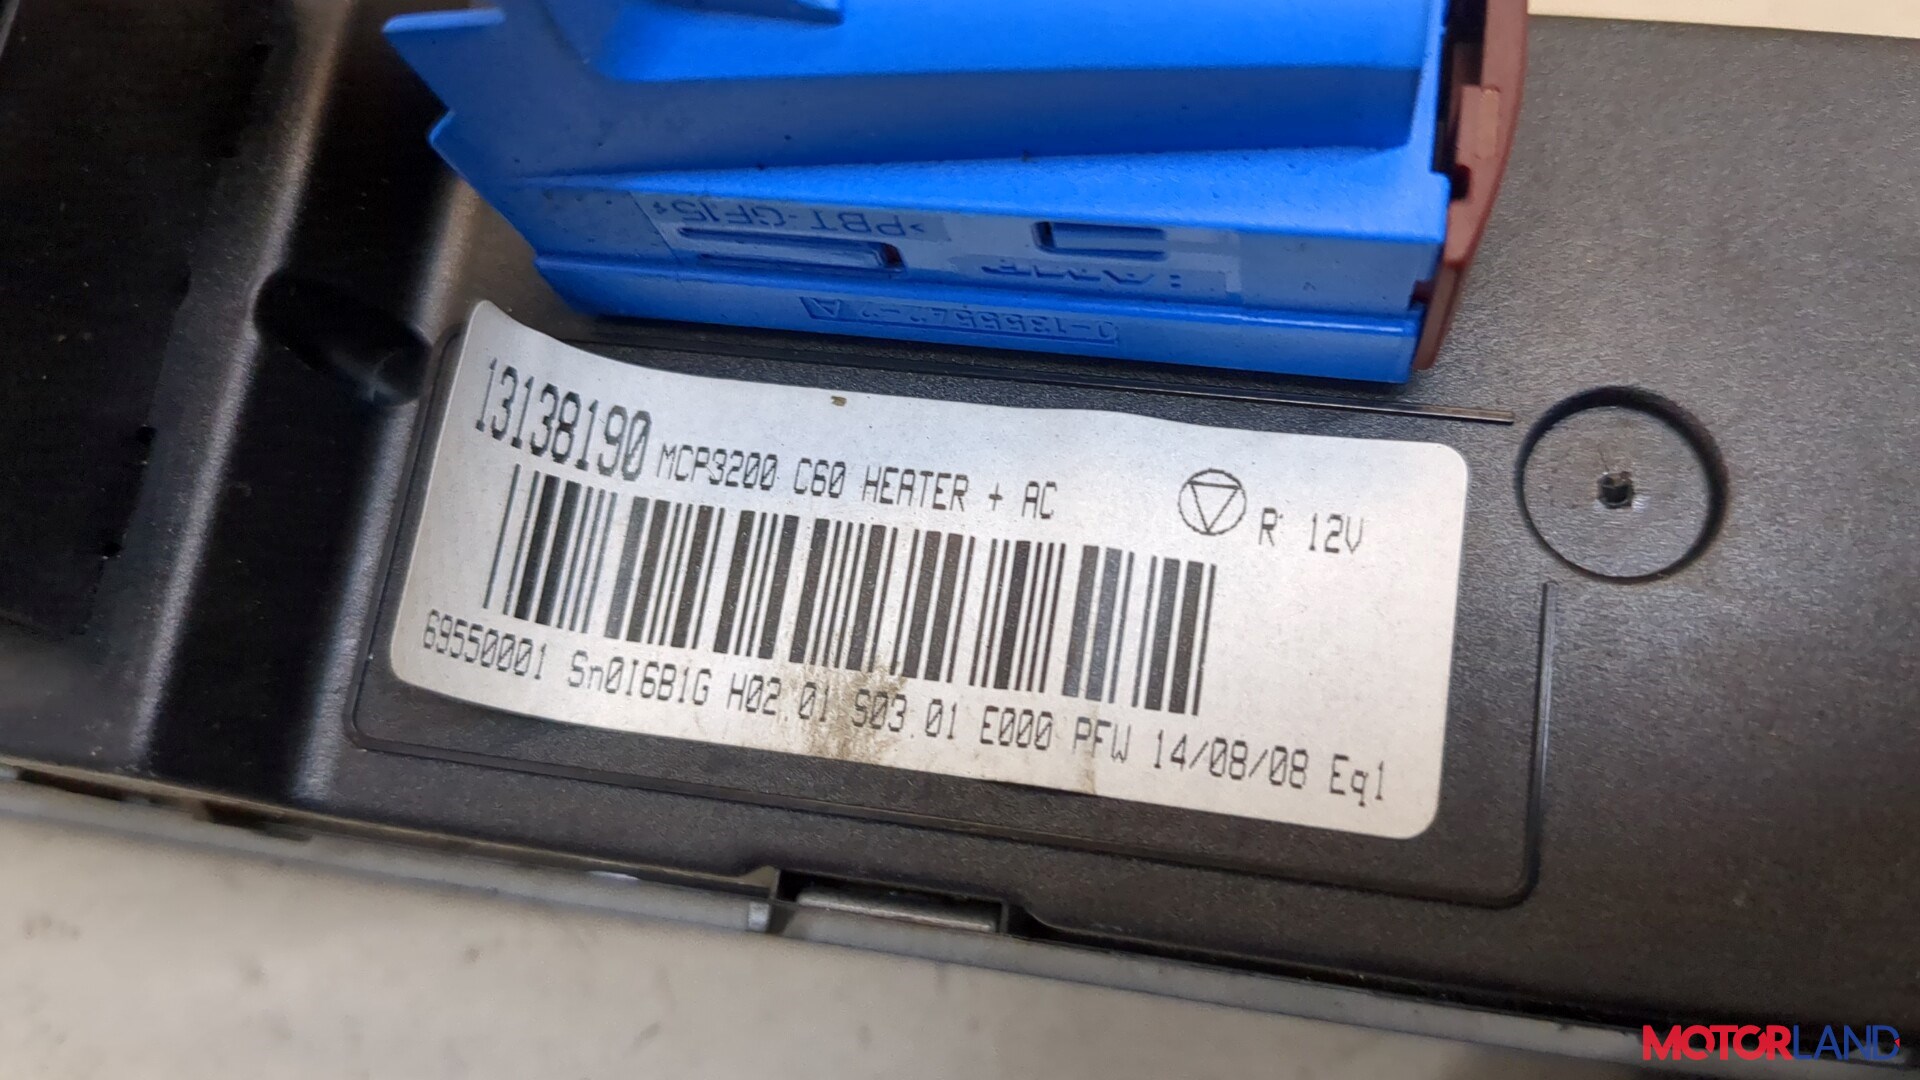 >PBT-GF15<
13138190 MCP3200 C60 HEATER + AC R 12V
69550001 Sn0I6B1G H02.01 S03.01 E000 PFW 14/08/08 Eq1
MOTORLAND